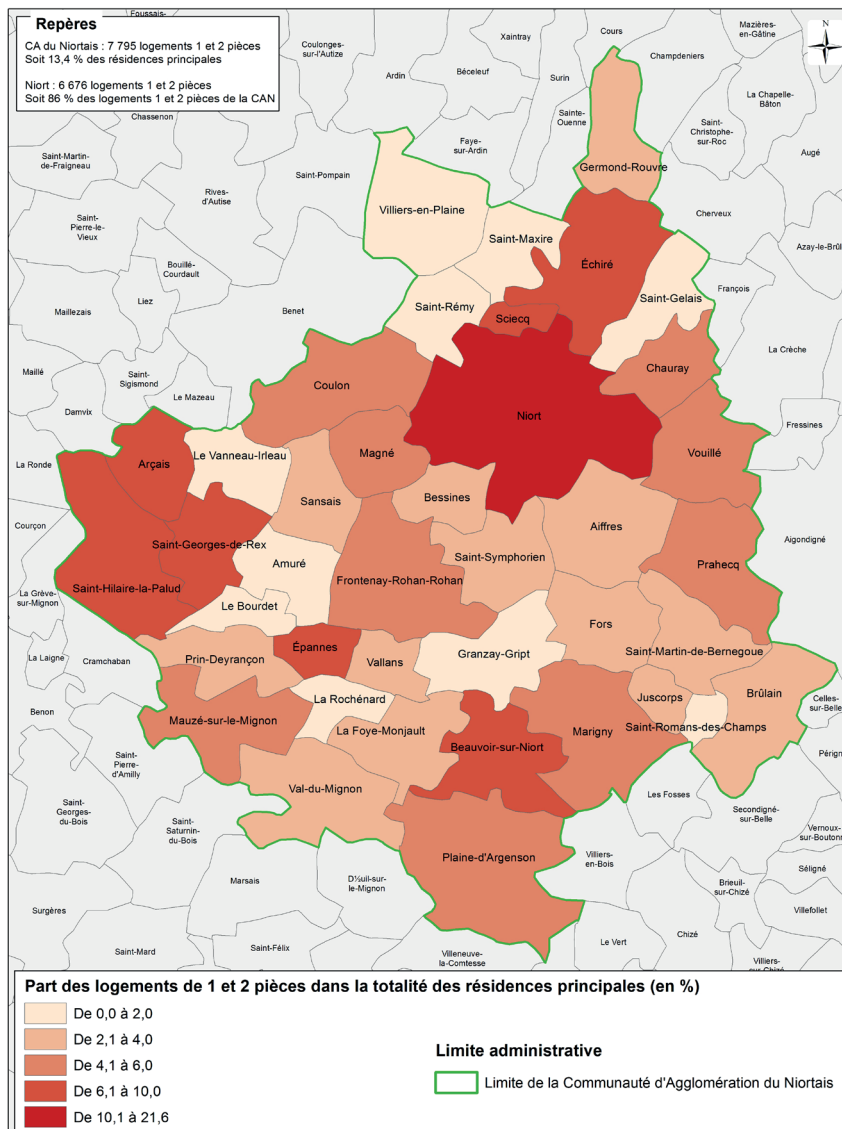 Repères
CA du Niortais : 7 795 logements 1 et 2 pièces
Soit 13,4 % des résidences principales
Niort : 6 676 logements 1 et 2 pièces
Soit 86 % des logements 1 et 2 pièces de la CAN
Foussais-
Coulonges-
sur-l'Autize
Xaintray
Cours
Mazières-
en-Gâtine
N
Ardin
Béceleuf
Surin
Champdeniers
La Chapelle-
Bâton
Chassenon
Sainte-
Ouenne
Saint-
Christophe-
sur-Roc
Augé
Faye-
sur-Ardin
Saint-Martin-
de-Fraigneau
Saint-Pompain
Germond-Rouvre
Rives-
d'Autise
Villiers-en-Plaine
Cherveux
Saint-
Pierre-le-
Vieux
Saint-Maxire
Azay-le-Brûl
Bouillé-
Courdault
Échiré
Maillezais
Liez
Benet
Saint-Rémy
Saint-Gelais
François
Sciecq
La Crèche
Maillé
Saint-
Sigismond
Coulon
Chauray
Le Mazeau
Damvix
Niort
Fressines
La Ronde
Arçais
Le Vanneau-Irleau
Magné
Vouillé
Sansais
Bessines
Courçon
Saint-Georges-de-Rex
Aiffres
Aigondigné
Amuré
Saint-Symphorien
Prahecq
La Grève-
sur-Mignon
Saint-Hilaire-la-Palud
Frontenay-Rohan-Rohan
Le Bourdet
Fors
La Laigne
Cramchaban
Prin-Deyrançon
Épannes
Vallans
Granzay-Gript
Saint-Martin-de-Bernegoue
Benon
La Rochénard
Juscorps
Brûlain
Celles-
sur-Belle
Mauzé-sur-le-Mignon
La Foye-Monjault
Beauvoir-sur-Niort
Marigny
Saint-Romans-des-Champs
Saint-
Pierre-
d'Amilly
Pérign
Val-du-Mignon
Les Fosses
Saint-
Georges-
du-Bois
Secondigné-
sur-Belle
Saint-
Saturnin-
du-Bois
Vernoux-
sur-Boutonn
Plaine-d'Argenson
Villiers-
en-Bois
Marsais
D½uil-sur-
le-Mignon
Séligné
Brieuil-
sur-Chizé
Surgères
Villefollet
Saint-Mard
Saint-Félix
Villeneuve-
la-Comtesse
Le Vert
Chizé
Villiers-
sur-Chizé
Part des logements de 1 et 2 pièces dans la totalité des résidences principales (en %)
De 0,0 à 2,0
De 2,1 à 4,0
De 4,1 à 6,0
De 6,1 à 10,0
De 10,1 à 21,6
Limite administrative
Limite de la Communauté d'Agglomération du Niortais